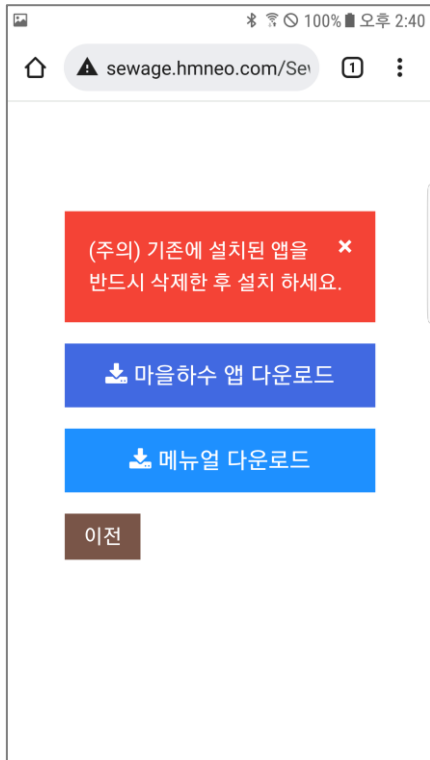 100% 오후 2:40
sewage.hmneo.com/Sew 1
(주의) 기존에 설치된 앱을 ×
반드시 삭제한 후 설치 하세요.
마을하수 앱 다운로드
메뉴얼 다운로드
이전